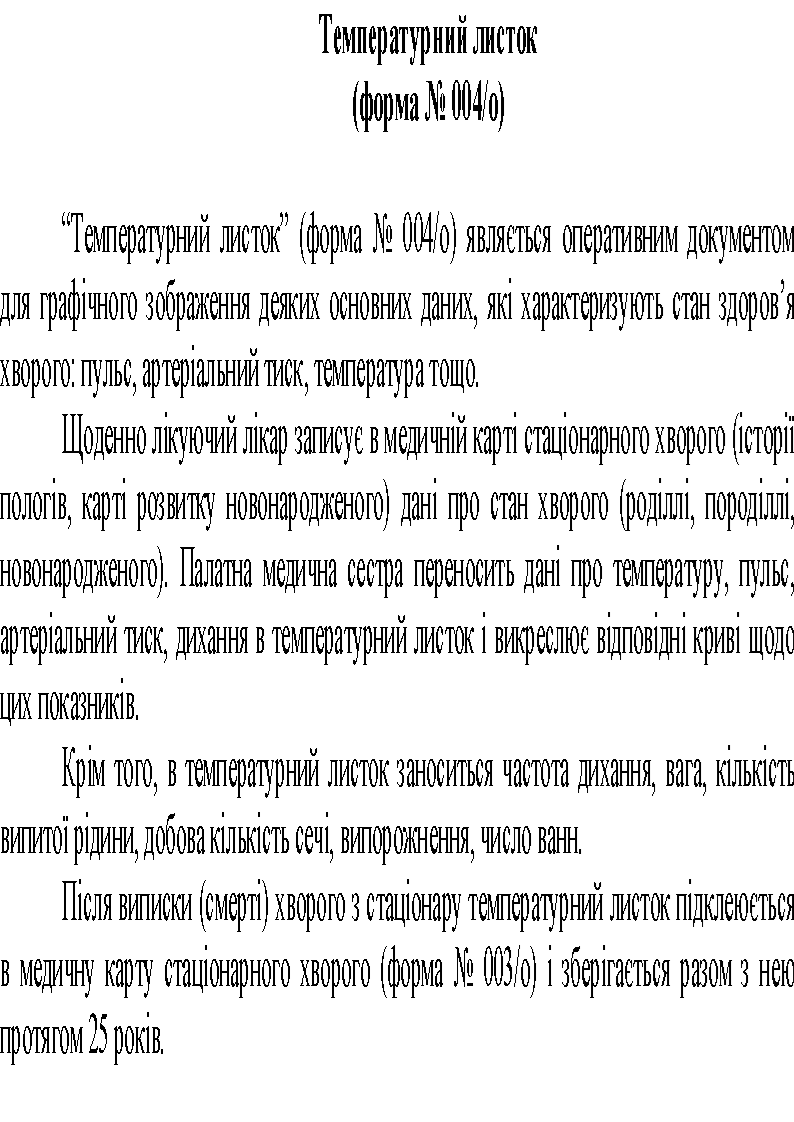 Температурний листок
(форма № 004/о)
“Температурний листок” (форма № 004/о) являється оперативним документом
для графічного зображення деяких основних даних, які характеризують стан здоров’я
хворого: пульс, артеріальний тиск, температура тощо.
Щоденно лікуючий лікар записує в медичній карті стаціонарного хворого (історії
пологів, карті розвитку новонародженого) дані про стан хворого (роділлі, породіллі,
новонародженого). Палатна медична сестра переносить дані про температуру, пульс,
артеріальний тиск, дихання в температурний листок і викреслює відповідні криві щодо
цих показників.
Крім того, в температурний листок заноситься частота дихання, вага, кількість
випитої рідини, добова кількість сечі, випорожнення, число ванн.
Після виписки (смерті) хворого з стаціонару температурний листок підклеюється
в медичну карту стаціонарного хворого (форма № 003/о) і зберігається разом з нею
протягом 25 років.